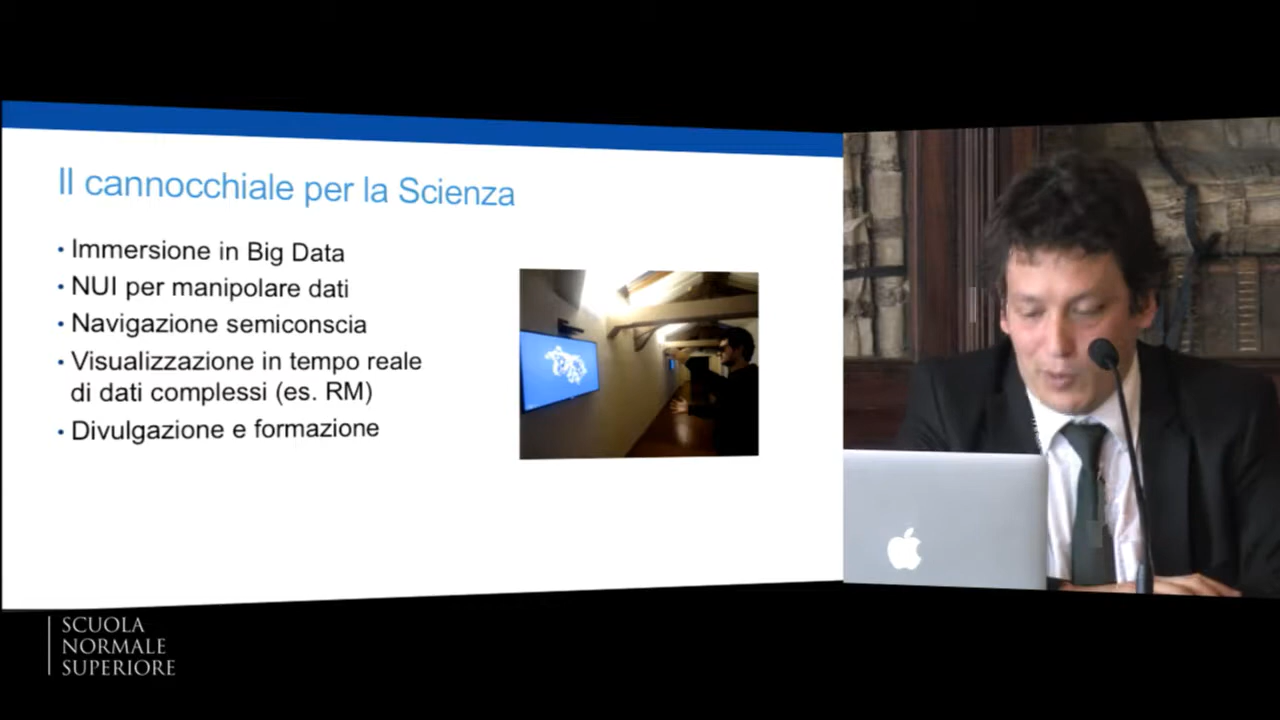 Il cannocchiale per la Scienza
• Immersione in Big Data
• NUI per manipolare dati
• Navigazione semiconscia
• Visualizzazione in tempo reale
di dati complessi (es. RM)
• Divulgazione e formazione
SCUOLA
NORMALE
SUPERIORE